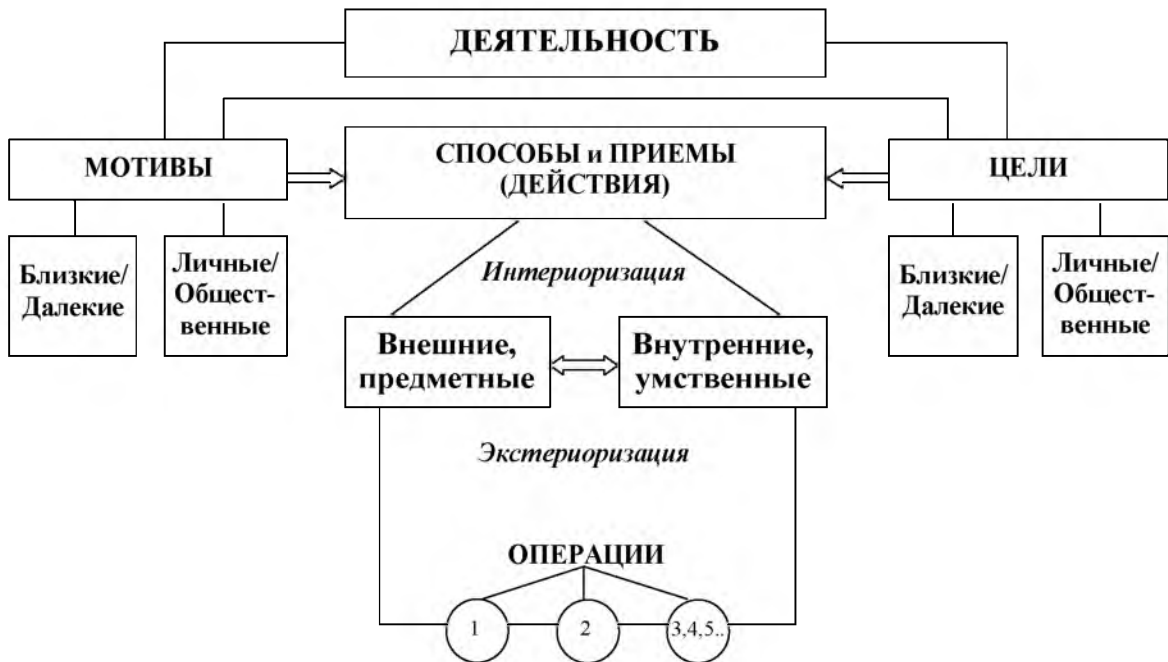 ДЕЯТЕЛЬНОСТЬ
МОТИВЫ
СПОСОБЫ и ПРИЕМЫ
(ДЕЙСТВИЯ)
ЦЕЛИ
Близкие/
Далекие
Личные/
Общест-
венные
Интериоризация
Близкие/
Далекие
Личные/
Общест-
венные
Внешние,
предметные
Внутренние,
умственные
Экстериоризация
ОПЕРАЦИИ
1
2
3,4,5..